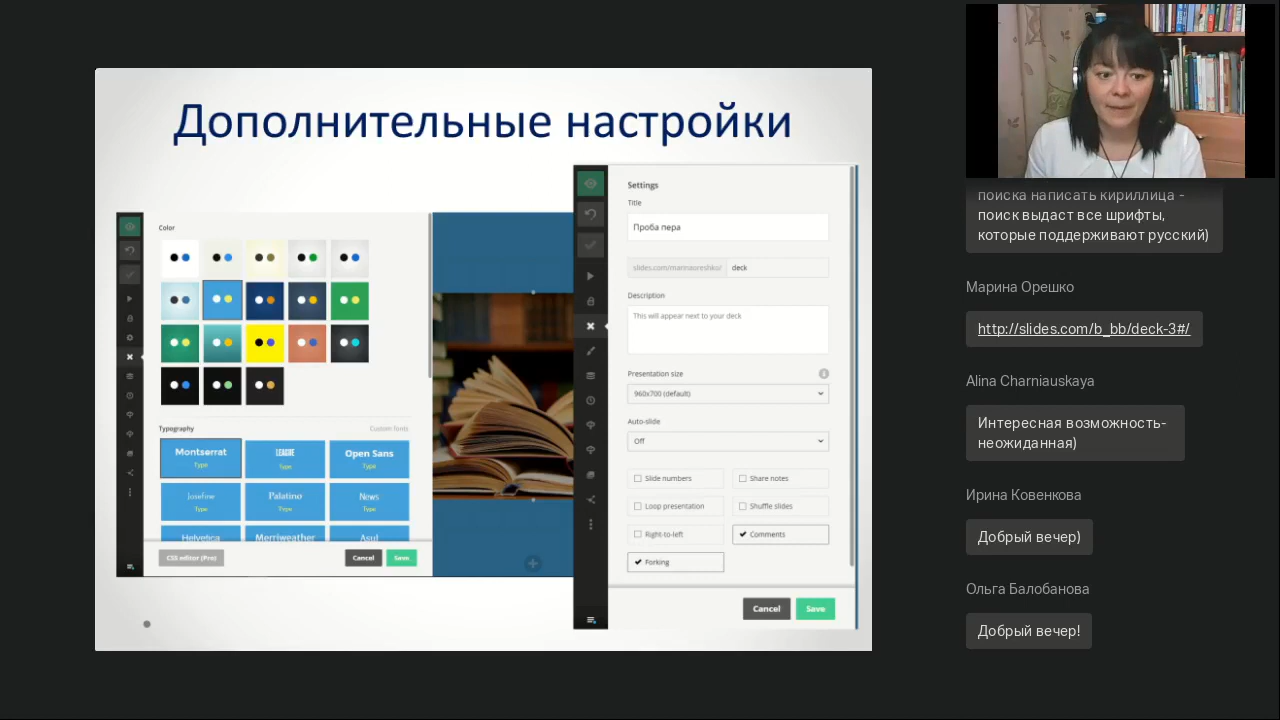 Дополнительные настройки
Color
Typography
Custom fonts
Montserrat
Type
LEAGUE
Type
Open Sans
Type
Josefow
Type
Palatino
Type
News
Type
Helvetica
Merriweather
Asul
CSS editor (Pro)
Cancel
Save
Settings
Title
Проба пера
slides.com/marinaoreshko/
deck
Description
This will appear next to your deck
Presentation size
960x700 (default)
Auto-slide
Off
Slide numbers
Share notes
Loop presentation
Shuffle slides
Right-to-left
Comments
Forking
Cancel
Save
поиска написать кириллица -
поиск выдаст все шрифты,
которые поддерживают русский)
Марина Орешко
http://slides.com/b_bb/deck-3#/
Alina Charniauskaya
Интересная возможность-
неожиданная)
Ирина Ковенкова
Добрый вечер)
Ольга Балобанова
Добрый вечер!